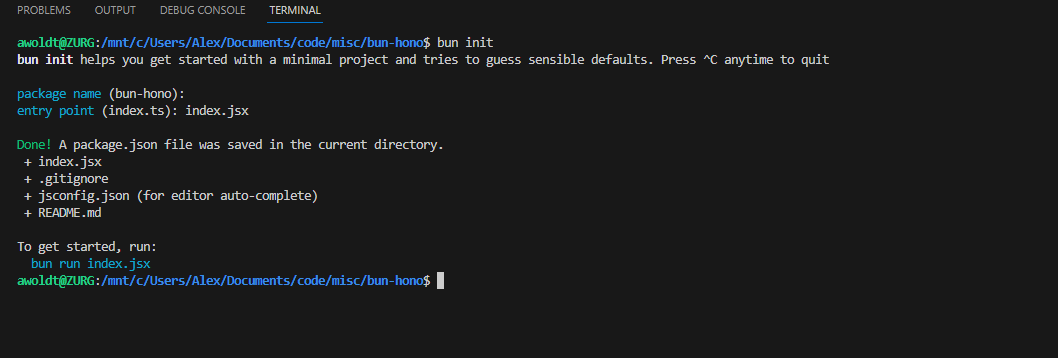 PROBLEMS OUTPUT DEBUG CONSOLE TERMINAL
awoldt@ZURG:/mnt/c/Users/Alex/Documents/code/misc/bun-hono$ bun init
bun init helps you get started with a minimal project and tries to guess sensible defaults. Press ^C anytime to quit
package name (bun-hono):
entry point (index.ts): index.jsx
Done! A package.json file was saved in the current directory.
+ index.jsx
+ .gitignore
+ jsconfig.json (for editor auto-complete)
+ README.md
To get started, run:
bun run index.jsx
awoldt@ZURG:/mnt/c/Users/Alex/Documents/code/misc/bun-hono$